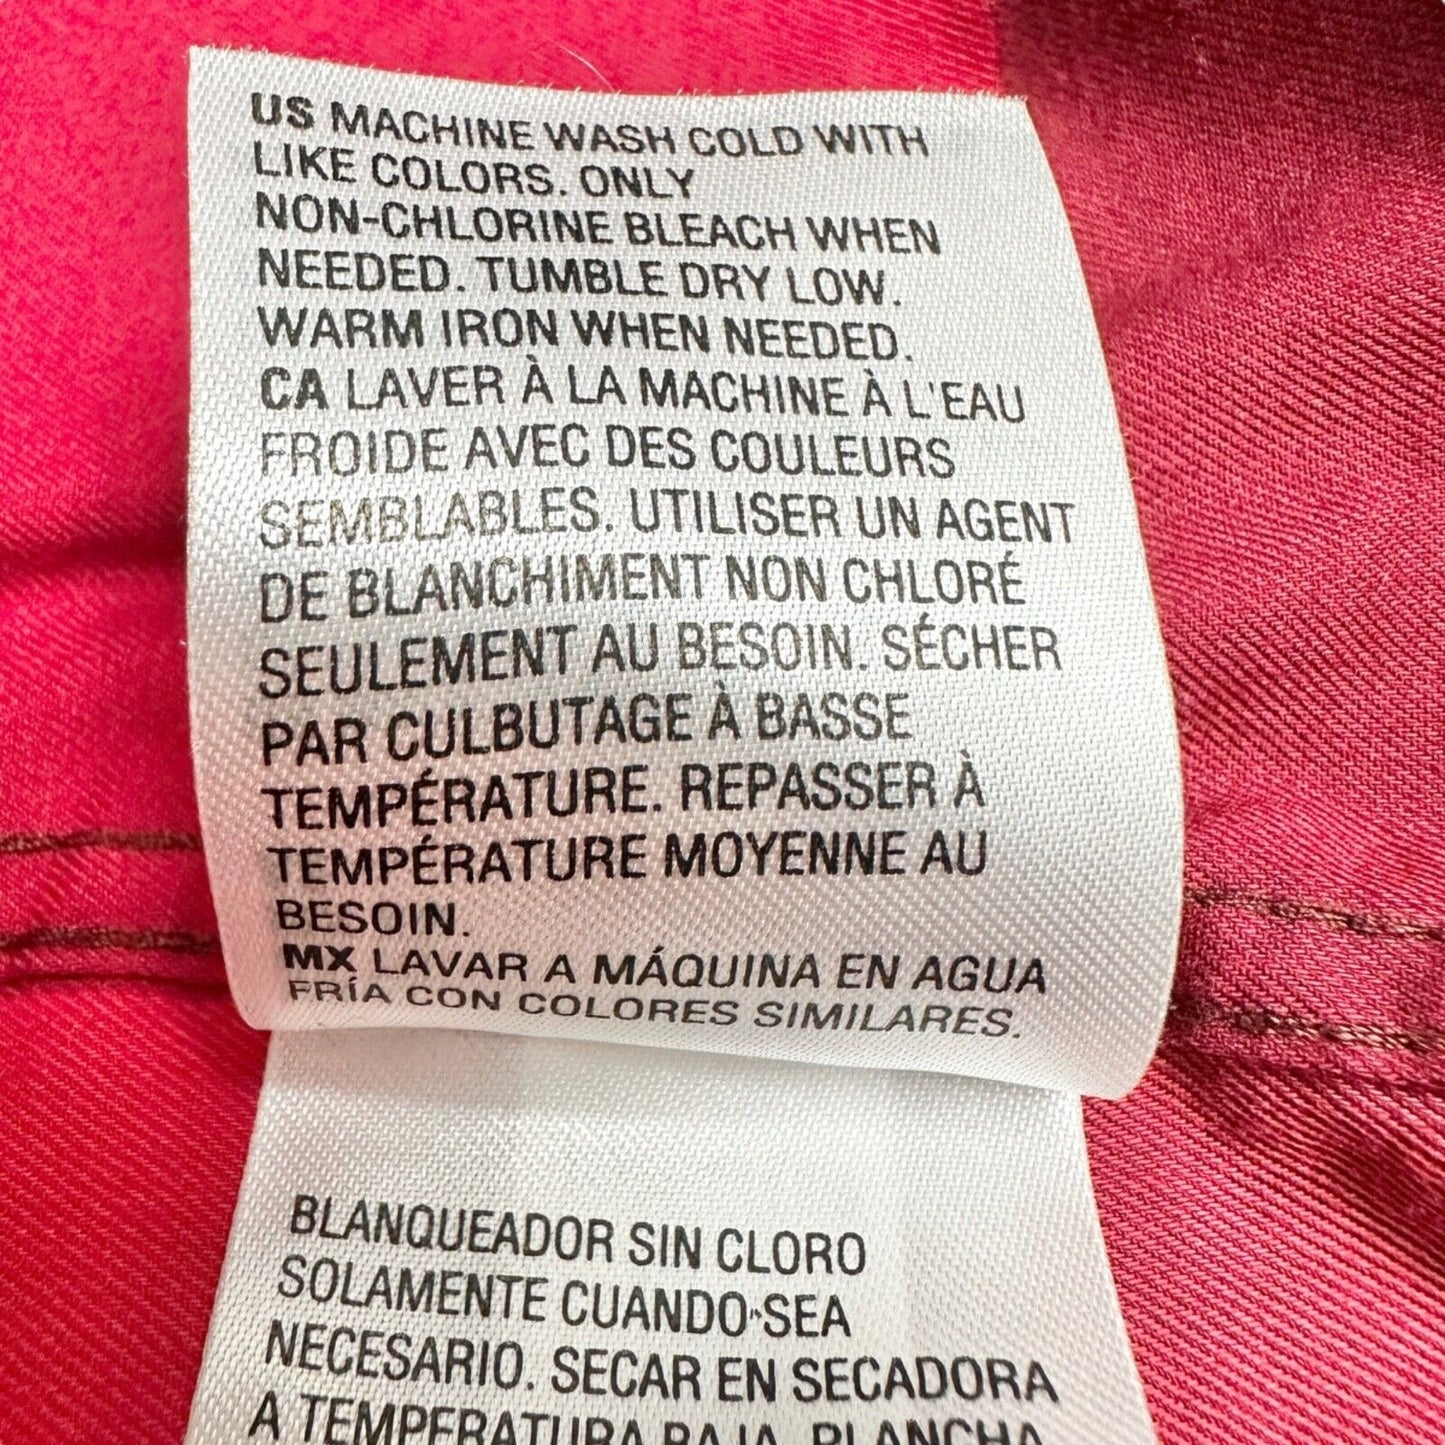 US MACHINE WASH COLD WITH
LIKE COLORS. ONLY
NON-CHLORINE BLEACH WHEN
NEEDED. TUMBLE DRY LOW.
WARM IRON WHEN NEEDED.
CA LAVER À LA MACHINE À L'EAU
FROIDE AVEC DES COULEURS
SEMBLABLES. UTILISER UN AGENT
DE BLANCHIMENT NON CHLORÉ
SEULEMENT AU BESOIN. SÉCHER
PAR CULBUTAGE À BASSE
TEMPÉRATURE. REPASSER À
TEMPÉRATURE MOYENNE AU
BESOIN.
MX LAVAR A MÁQUINA EN AGUA
FRÍA CON COLORES SIMILARES.
BLANQUEADOR SIN CLORO
SOLAMENTE CUANDO SEA
NECESARIO. SECAR EN SECADORA
A TEMPERATURA BAJA. PLANCHA